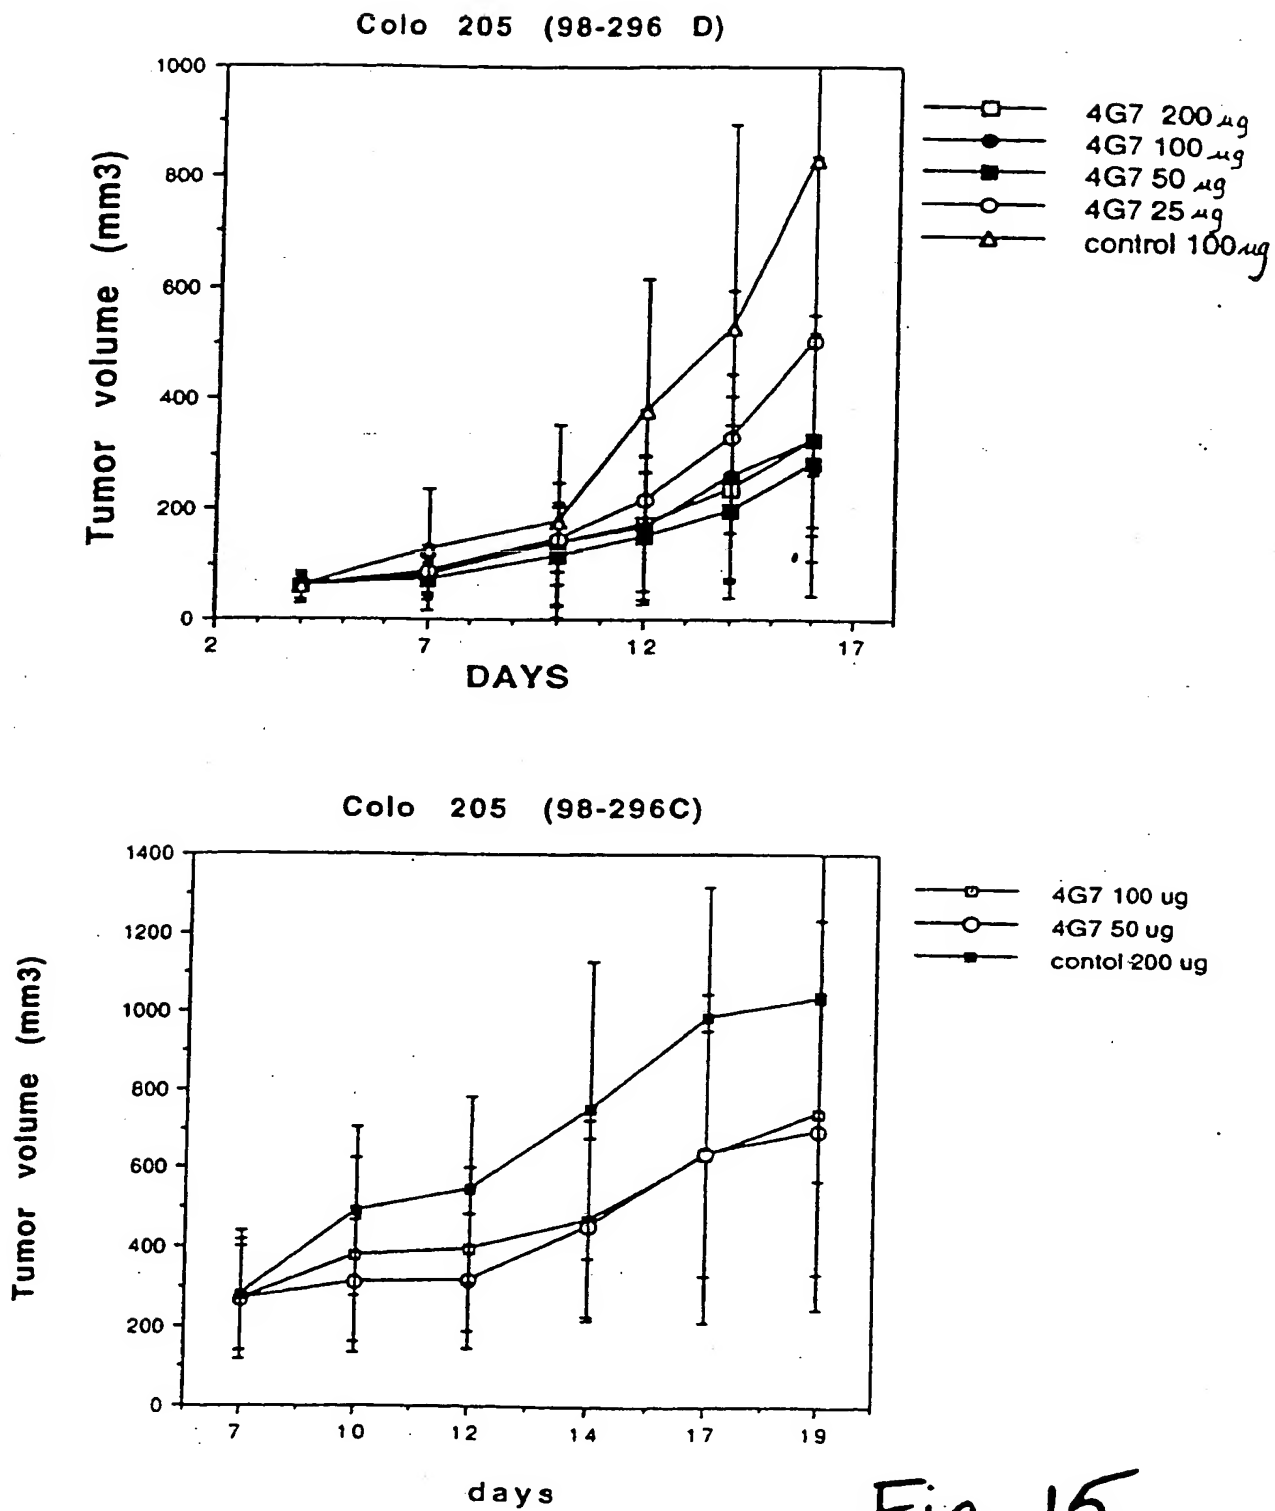 Colo 205 (98-296 D)
1000
800
600
400
200
0
Tumor volume (mm3)
2 7 12 17
DAYS
4G7 200 µg
4G7 100 µg
4G7 50 µg
4G7 25 µg
control 100 µg
Colo 205 (98-296C)
1400
1200
1000
800
600
400
200
0
Tumor volume (mm3)
7 10 12 14 17 19
days
4G7 100 ug
4G7 50 ug
contol 200 ug
Fig. 15